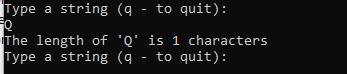 Type a string (q - to quit):
Q
The length of 'Q' is 1 characters
Type a string (q - to quit):